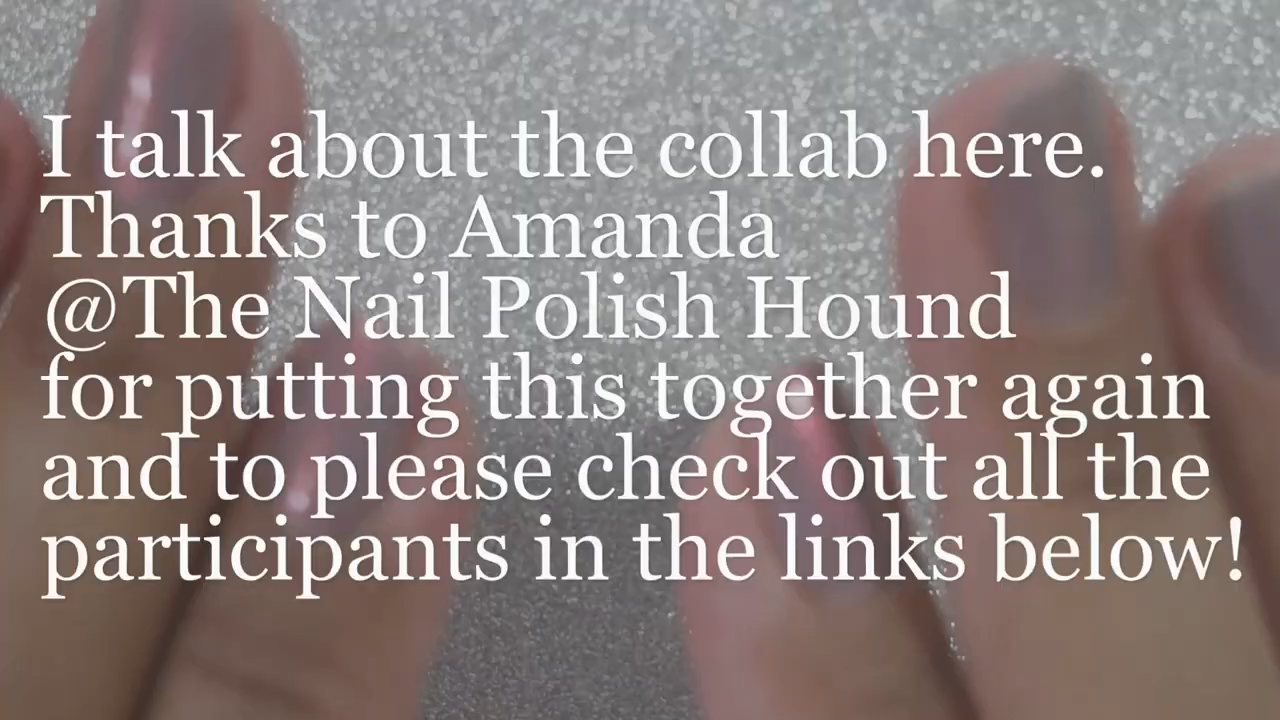 I talk about the collab here.
Thanks to Amanda
@The Nail Polish Hound
for putting this together again
and to please check out all the
participants in the links below!